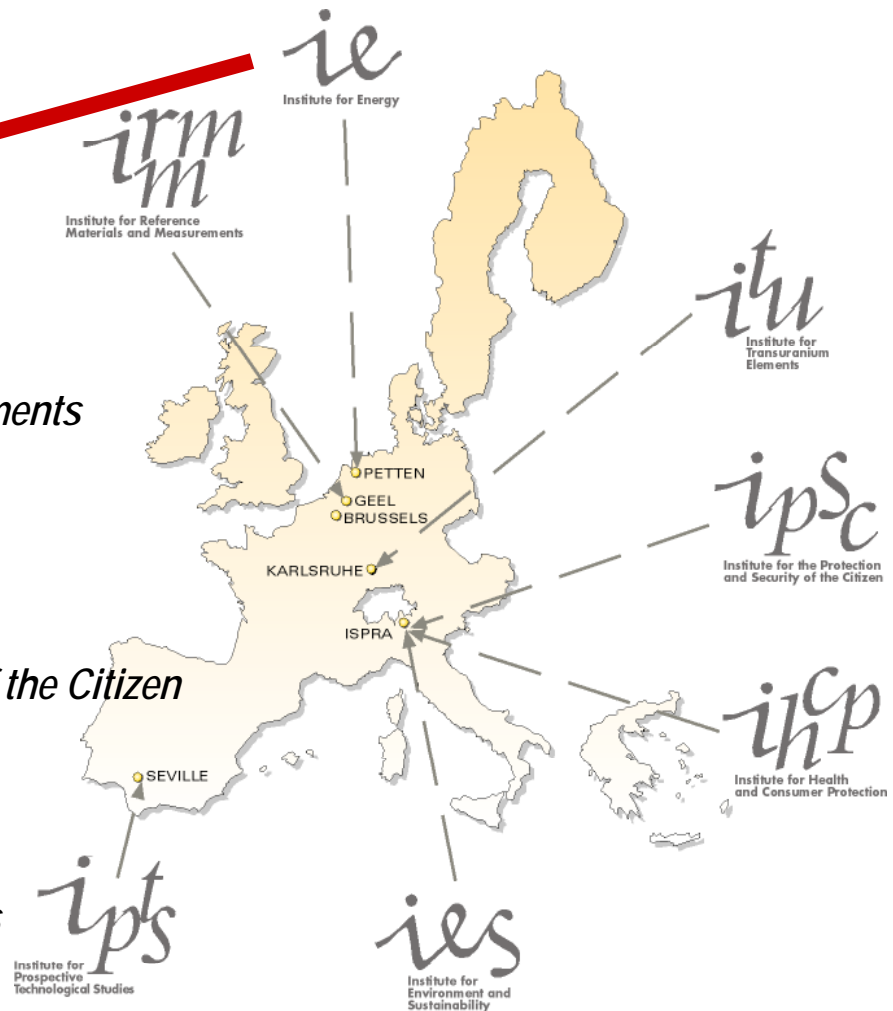 ie
Institute for Energy
irmm
Institute for Reference
Materials and Measurements
itu
Institute for
Transuranium
Elements
PETTEN
GEEL
BRUSSELS
KARLSRUHE
ipsc
Institute for the Protection
and Security of the Citizen
ISPRA
the Citizen
ihcp
Institute for Health
and Consumer Protection
SEVILLE
ipts
Institute for
Prospective
Technological Studies
ies
Institute for
Environment and
Sustainability